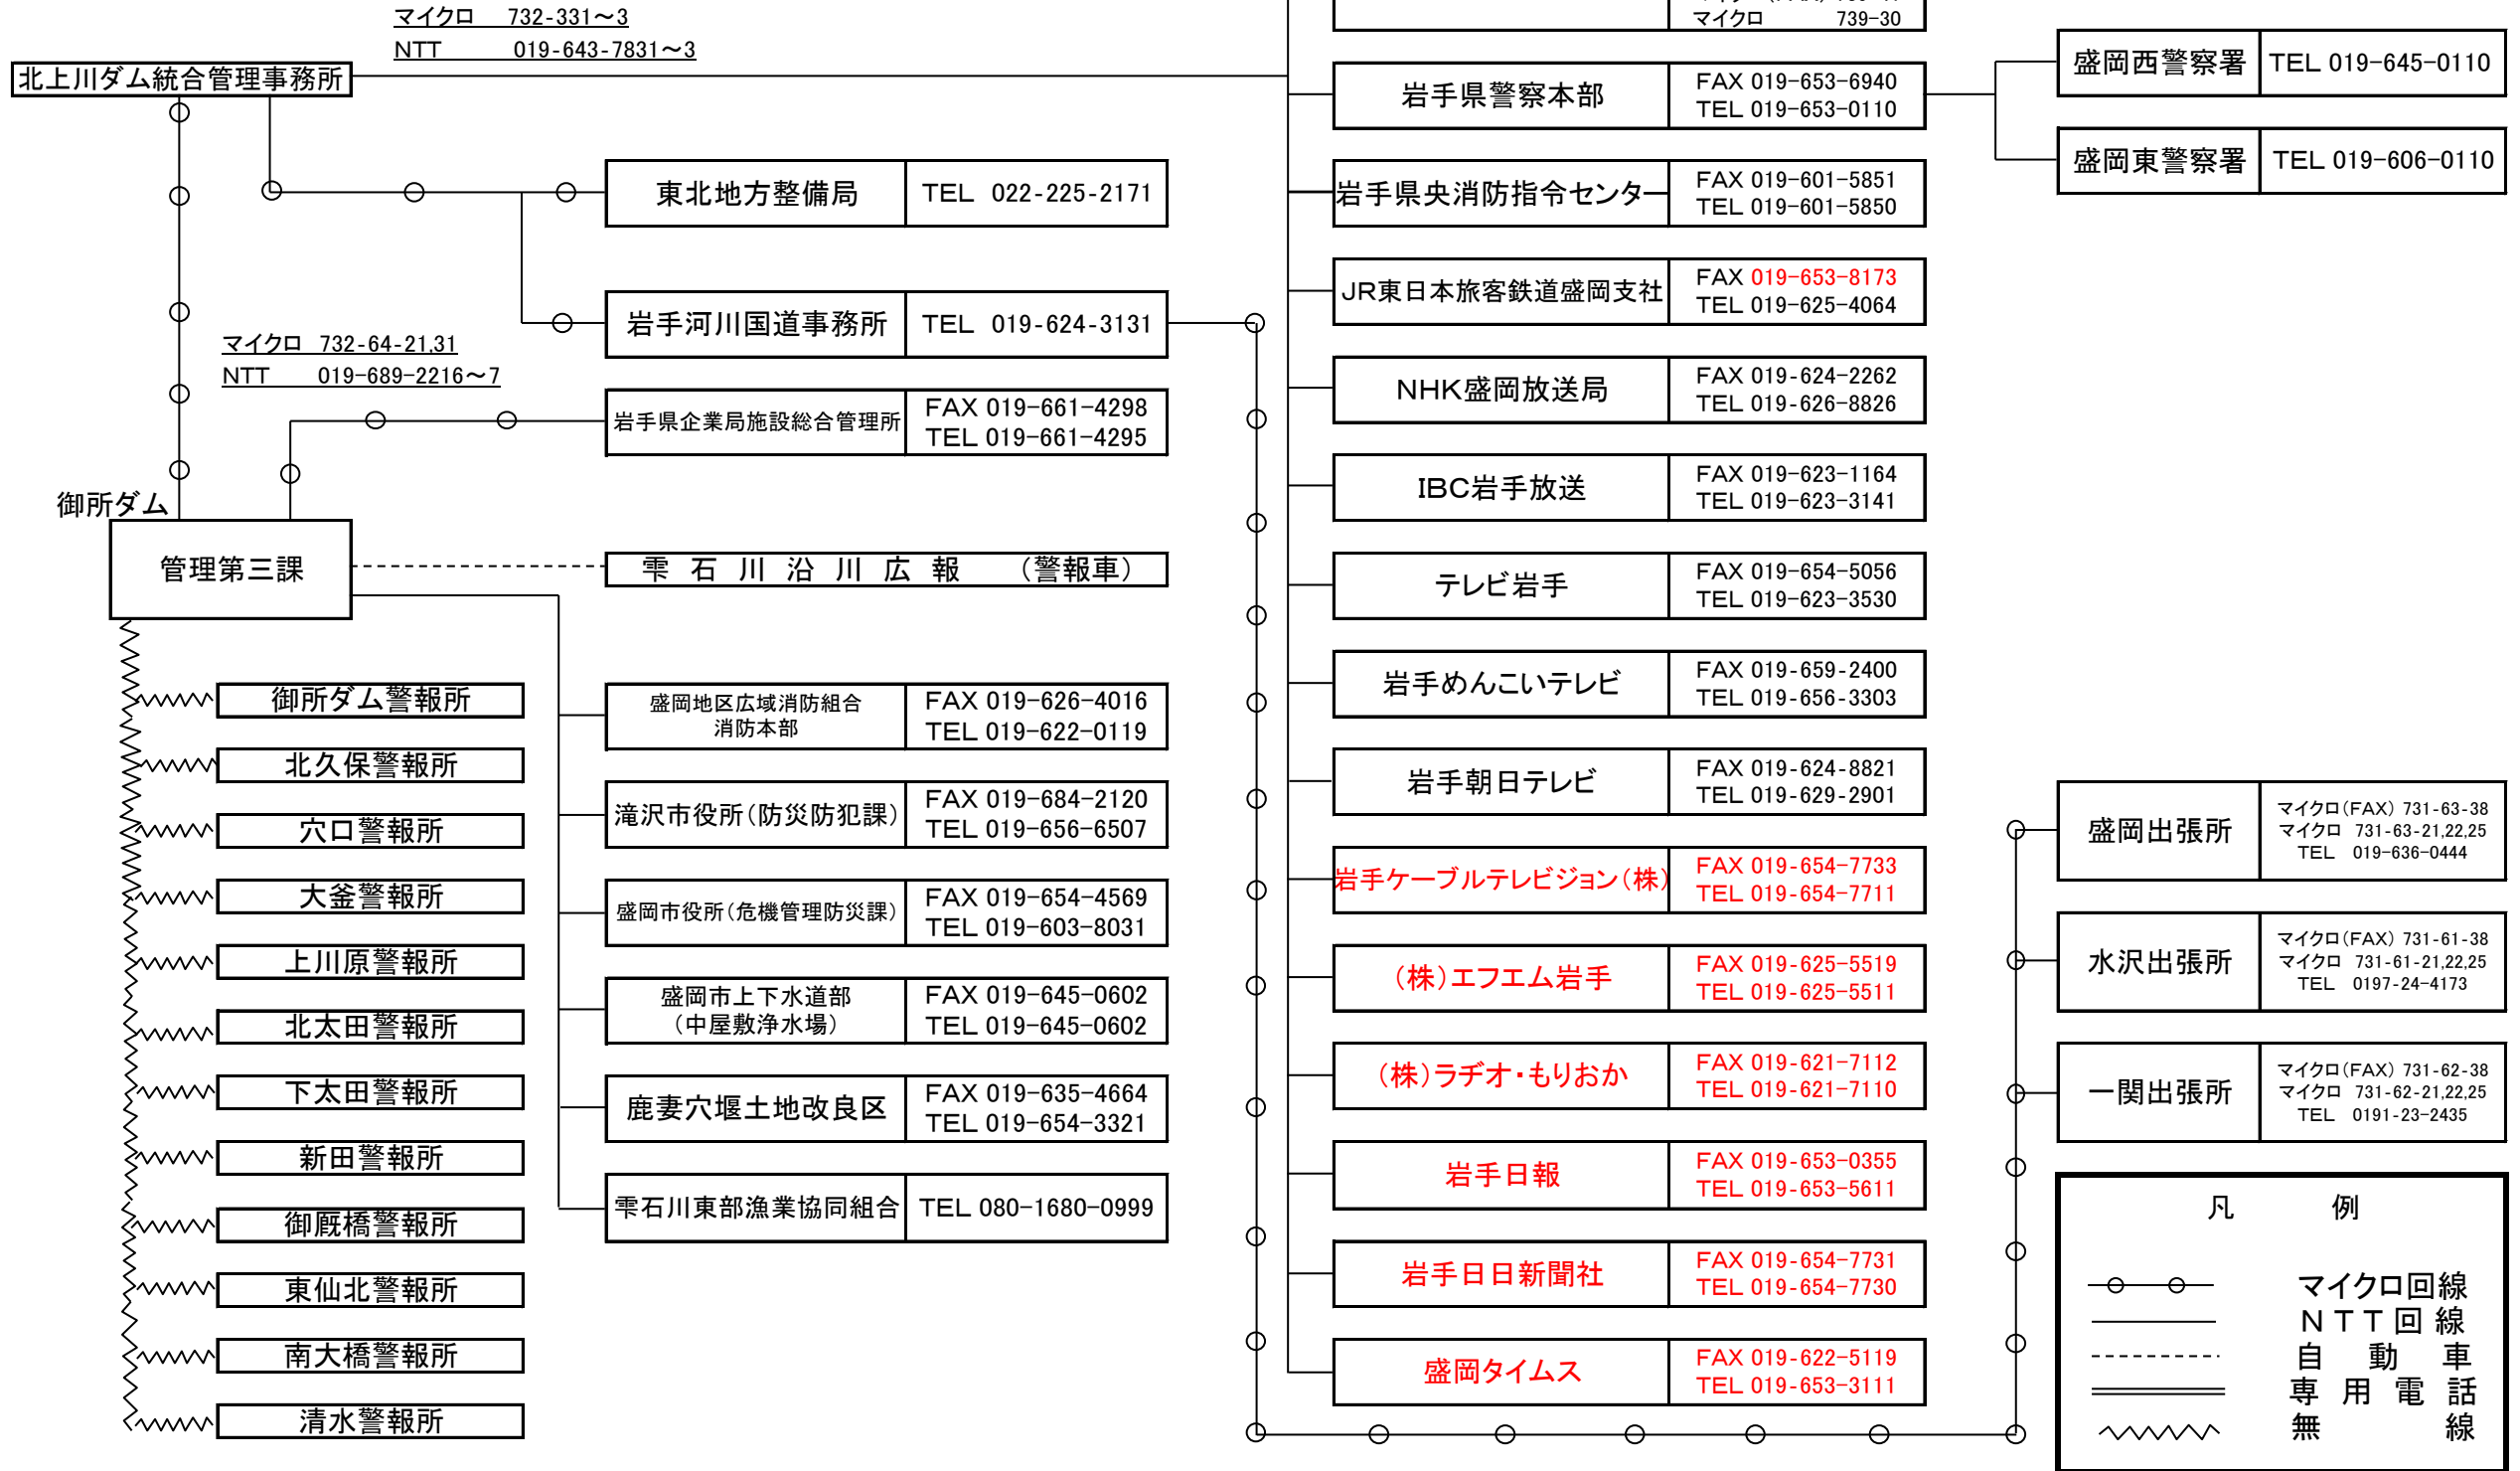 マイクロ 732-331～3
NTT 019-643-7831～3
北上川ダム統合管理事務所
東北地方整備局 TEL 022-225-2171
岩手河川国道事務所 TEL 019-624-3131
マイクロ 732-64-21,31
NTT 019-689-2216～7
岩手県企業局施設総合管理所 FAX 019-661-4298
TEL 019-661-4295
御所ダム
管理第三課
雫石川沿川広報 （警報車）
御所ダム警報所
北久保警報所
穴口警報所
大釜警報所
上川原警報所
北太田警報所
下太田警報所
新田警報所
御厩橋警報所
東仙北警報所
南大橋警報所
清水警報所
盛岡地区広域消防組合
消防本部
FAX 019-626-4016
TEL 019-622-0119
滝沢市役所（防災防犯課） FAX 019-684-2120
TEL 019-656-6507
盛岡市役所（危機管理防災課） FAX 019-654-4569
TEL 019-603-8031
盛岡市上下水道部
（中屋敷浄水場）
FAX 019-645-0602
TEL 019-645-0602
鹿妻穴堰土地改良区 FAX 019-635-4664
TEL 019-654-3321
雫石川東部漁業協同組合 TEL 080-1680-0999
マイクロ 739-30
岩手県警察本部 FAX 019-653-6940
TEL 019-653-0110
岩手県央消防指令センター FAX 019-601-5851
TEL 019-601-5850
JR東日本旅客鉄道盛岡支社 FAX 019-653-8173
TEL 019-625-4064
NHK盛岡放送局 FAX 019-624-2262
TEL 019-626-8826
IBC岩手放送 FAX 019-623-1164
TEL 019-623-3141
テレビ岩手 FAX 019-654-5056
TEL 019-623-3530
岩手めんこいテレビ FAX 019-659-2400
TEL 019-656-3303
岩手朝日テレビ FAX 019-624-8821
TEL 019-629-2901
岩手ケーブルテレビジョン（株） FAX 019-654-7733
TEL 019-654-7711
（株）エフエム岩手 FAX 019-625-5519
TEL 019-625-5511
（株）ラヂオ・もりおか FAX 019-621-7112
TEL 019-621-7110
岩手日報 FAX 019-653-0355
TEL 019-653-5611
岩手日日新聞社 FAX 019-654-7731
TEL 019-654-7730
盛岡タイムス FAX 019-622-5119
TEL 019-653-3111
盛岡西警察署 TEL 019-645-0110
盛岡東警察署 TEL 019-606-0110
盛岡出張所
マイクロ（FAX） 731-63-38
マイクロ 731-63-21,22,25
TEL 019-636-0444
水沢出張所
マイクロ（FAX） 731-61-38
マイクロ 731-61-21,22,25
TEL 0197-24-4173
一関出張所
マイクロ（FAX） 731-62-38
マイクロ 731-62-21,22,25
TEL 0191-23-2435
凡例
マイクロ回線
NTT回線
自動車
専用電話
無線